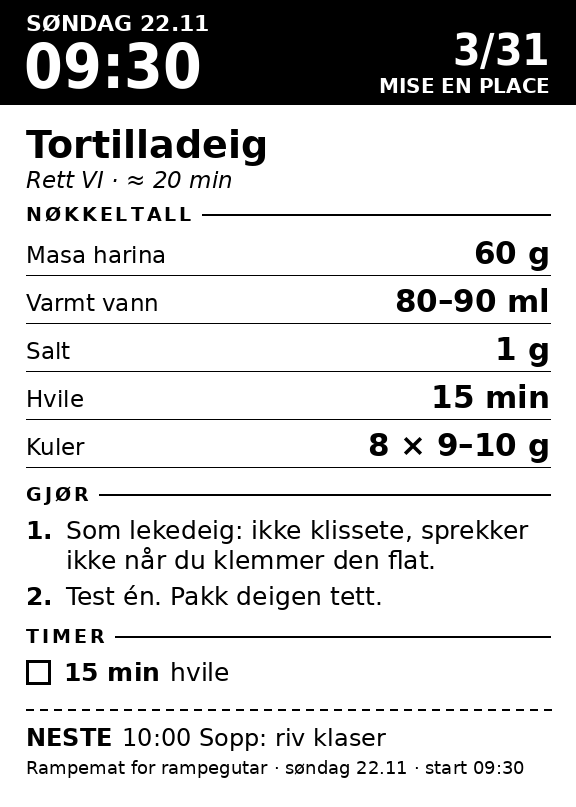 SØNDAG 22.11
09:30
3/31
MISE EN PLACE
Tortilladeig
Rett VI · ≈ 20 min
NØKKELTALL
Masa harina 60 g
Varmt vann 80–90 ml
Salt 1 g
Hvile 15 min
Kuler 8 × 9–10 g
GJØR
1. Som lekedeig: ikke klissete, sprekker
ikke når du klemmer den flat.
2. Test én. Pakk deigen tett.
TIMER
15 min hvile
NESTE 10:00 Sopp: riv klaser
Rampemat for rampegutar · søndag 22.11 · start 09:30